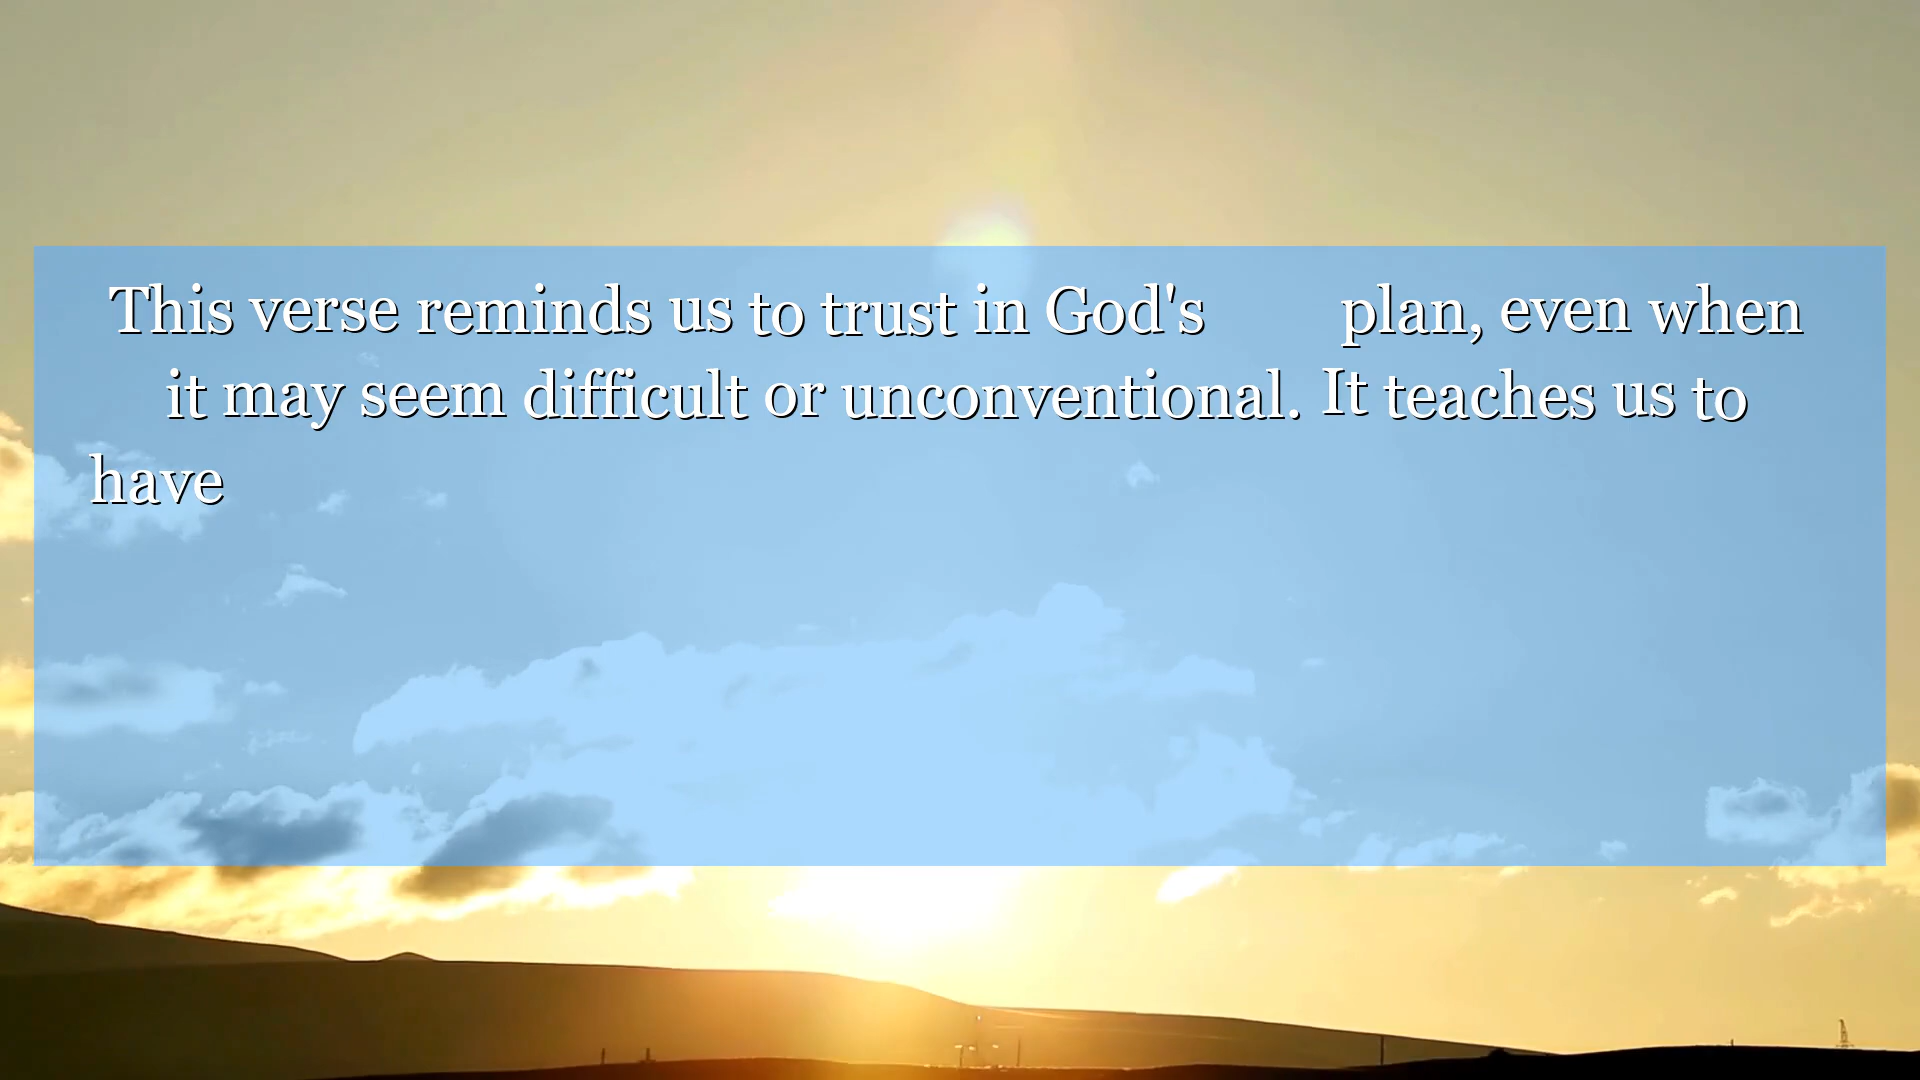 This verse reminds us to trust in God's plan, even when
it may seem difficult or unconventional. It teaches us to
have